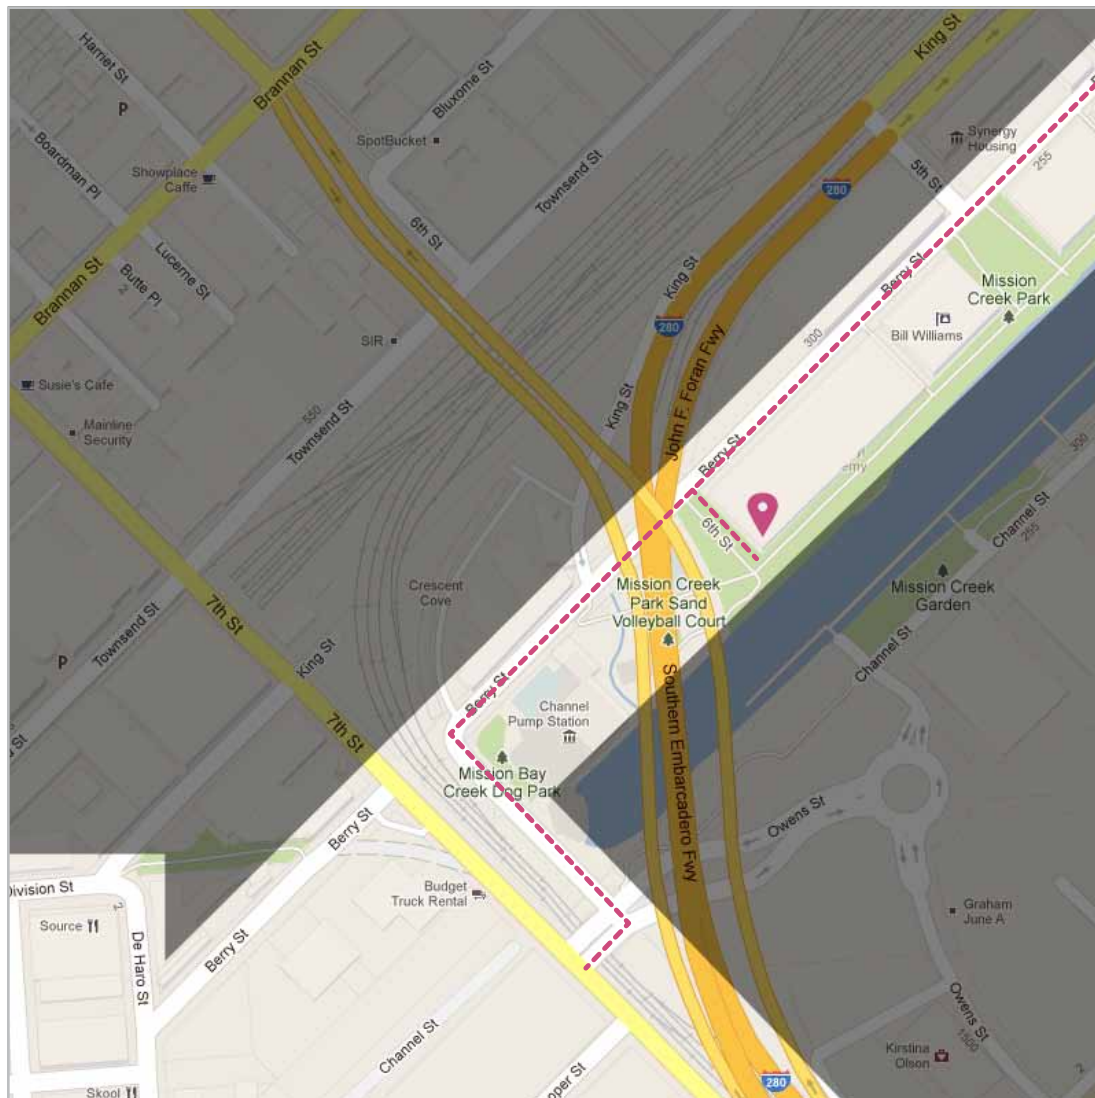 King St
Brannan St
Harriet St
Bluxome St
P
SpotBucket
Synergy
Housing
Boardman Pl
Showplace
Caffe
Townsend St
255
5th St
280
280
6th St
Lucerne St
Butte Pl
2
Brannan St
King St
Berry St
Mission
Creek Park
SIR
300
Bill Williams
John F. Foran Fwy
Susie's Cafe
King St
550
Mainline
Security
Townsend St
Berry St
erry
300
Channel St
255
6th St
Crescent
Cove
Mission Creek
Park Sand
Volleyball Court
Mission Creek
Garden
7th St
Townsend St
P
King St
Channel St
Berry St
Southern Embarcadero Fwy
Channel
Pump Station
7th St
Mission Bay
Creek Dog Park
Berry St
Owens St
Division St
Budget
Truck Rental
2
Source
Graham
June A
De Haro St
Berry St
Owens St
1500
Channel St
Kirstina
Olson
280
Skool
oper St
2